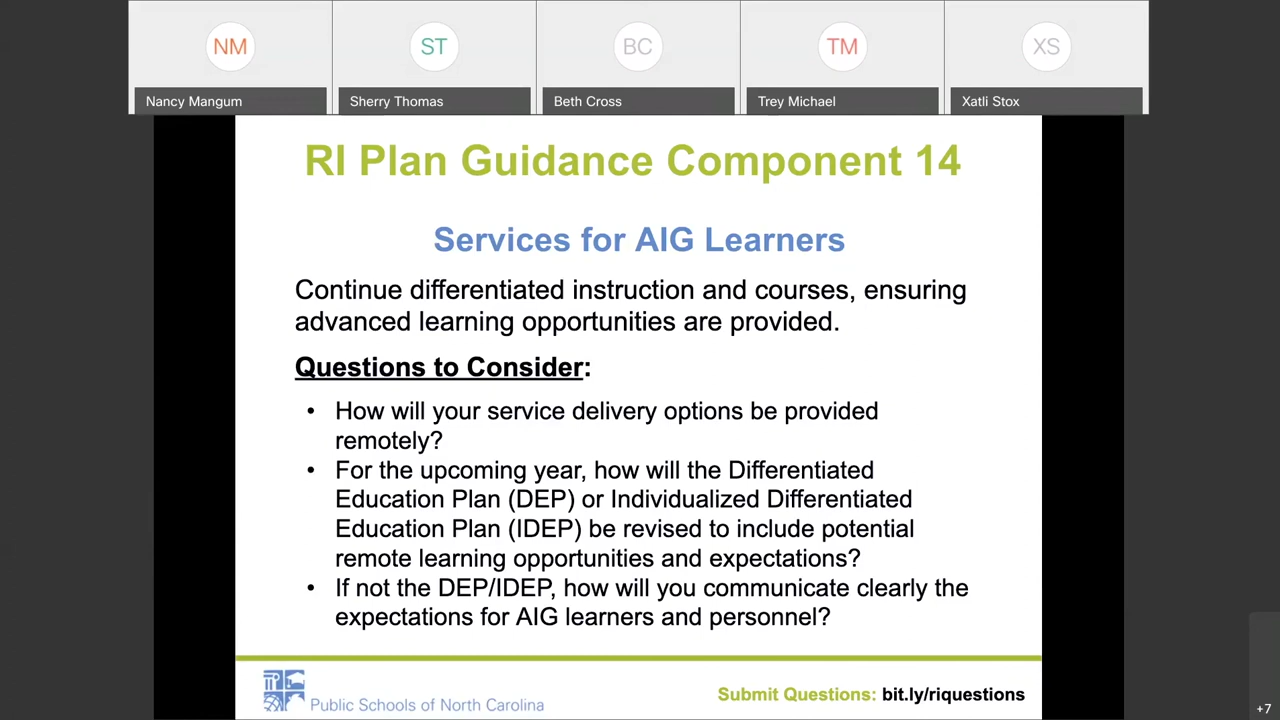 NM
ST
BC
TM
XS
Nancy Mangum
Sherry Thomas
Beth Cross
Trey Michael
Xatli Stox
RI Plan Guidance Component 14
Services for AIG Learners
Continue differentiated instruction and courses, ensuring
advanced learning opportunities are provided.
Questions to Consider:
• How will your service delivery options be provided
remotely?
• For the upcoming year, how will the Differentiated
Education Plan (DEP) or Individualized Differentiated
Education Plan (IDEP) be revised to include potential
remote learning opportunities and expectations?
• If not the DEP/IDEP, how will you communicate clearly the
expectations for AIG learners and personnel?
Public Schools of North Carolina
Submit Questions: bit.ly/riquestions
+7